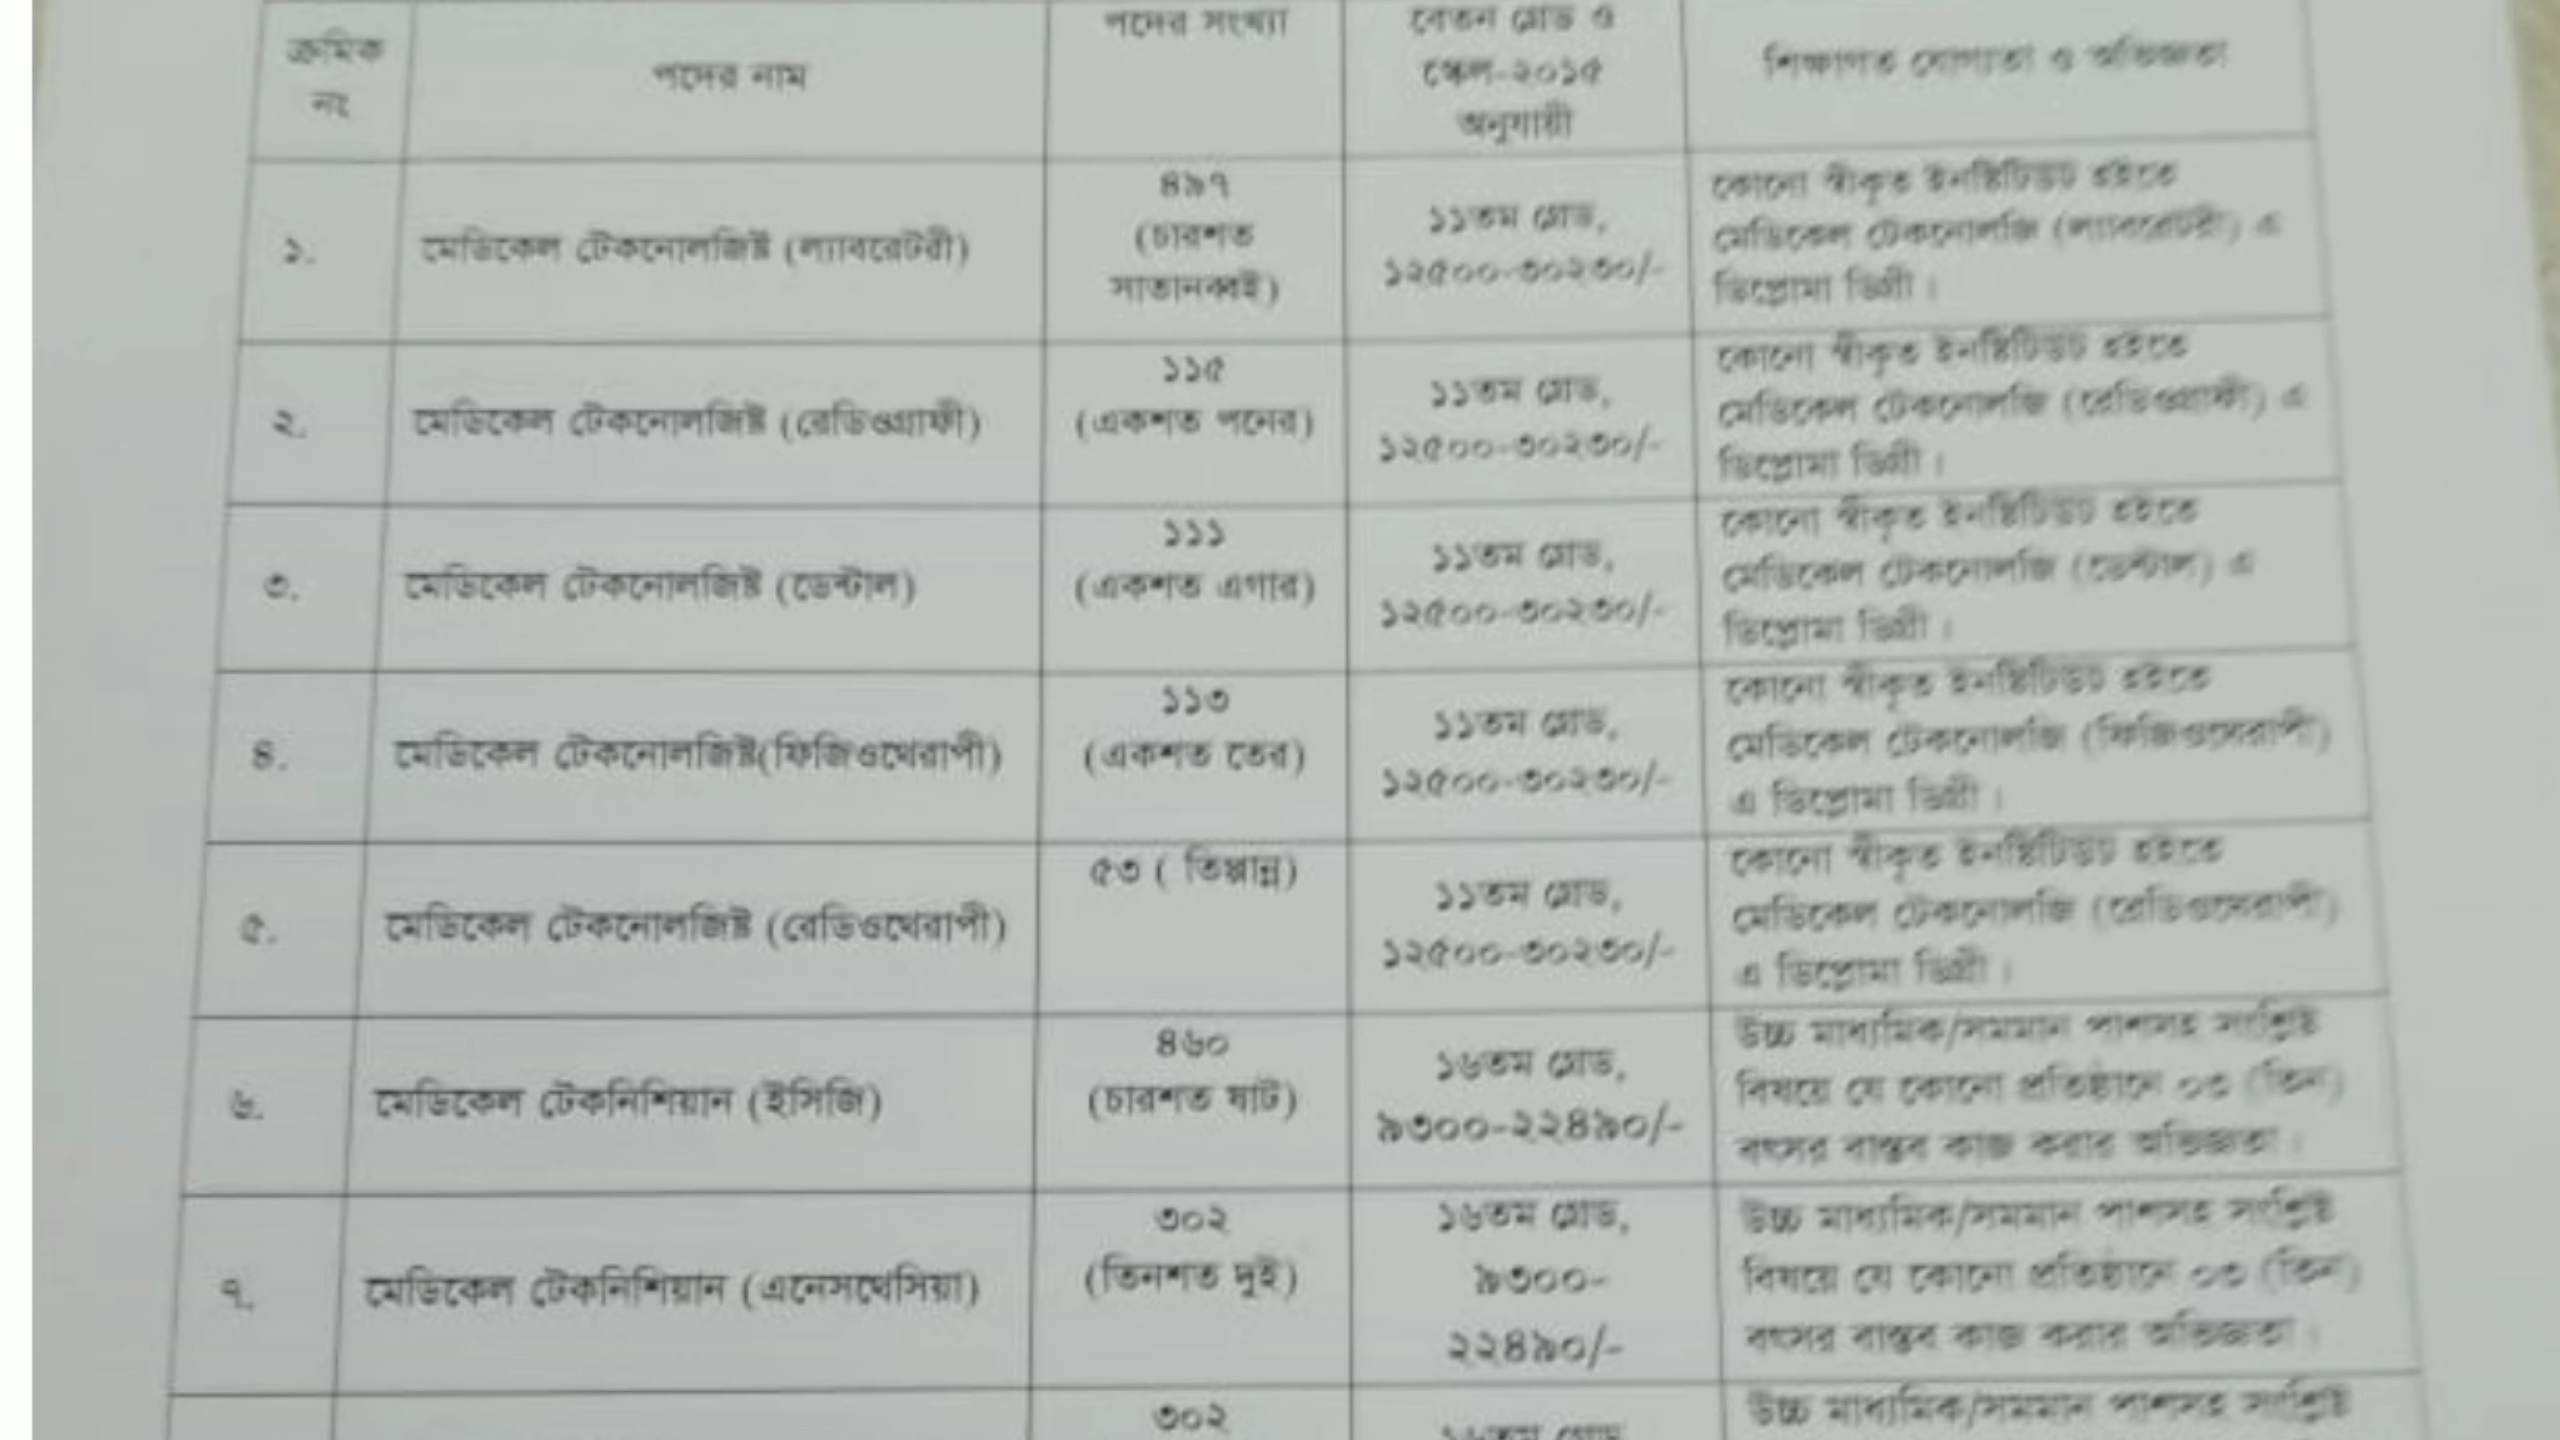 ক্রমিক
নং
পদের নাম
পদের সংখ্যা
বেতন গ্রেড ও
স্কেল-২০১৫
অনুযায়ী
শিক্ষাগত যোগ্যতা ও অভিজ্ঞতা
১.
মেডিকেল টেকনোলজিষ্ট (ল্যাবরেটরী)
৪৯৭
(চারশত
সাতানব্বই)
১১তম গ্রেড,
১২৫০০-৩০২৩০/-
কোনো স্বীকৃত ইনষ্টিটিউট হইতে
মেডিকেল টেকনোলজি (ল্যাবরেটরী) এ
ডিপ্লোমা ডিগ্রী।
২.
মেডিকেল টেকনোলজিষ্ট (রেডিওগ্রাফী)
১১৫
(একশত পনের)
১১তম গ্রেড,
১২৫০০-৩০২৩০/-
কোনো স্বীকৃত ইনষ্টিটিউট হইতে
মেডিকেল টেকনোলজি (রেডিওগ্রাফী) এ
ডিপ্লোমা ডিগ্রী।
৩.
মেডিকেল টেকনোলজিষ্ট (ডেন্টাল)
১১১
(একশত এগার)
১১তম গ্রেড,
১২৫০০-৩০২৩০/-
কোনো স্বীকৃত ইনষ্টিটিউট হইতে
মেডিকেল টেকনোলজি (ডেন্টাল) এ
ডিপ্লোমা ডিগ্রী।
৪.
মেডিকেল টেকনোলজিষ্ট(ফিজিওথেরাপী)
১১৩
(একশত তের)
১১তম গ্রেড,
১২৫০০-৩০২৩০/-
কোনো স্বীকৃত ইনষ্টিটিউট হইতে
মেডিকেল টেকনোলজি (ফিজিওথেরাপী)
এ ডিপ্লোমা ডিগ্রী।
৫.
মেডিকেল টেকনোলজিষ্ট (রেডিওথেরাপী)
৫৩ ( তিপ্পান্ন)
১১তম গ্রেড,
১২৫০০-৩০২৩০/-
কোনো স্বীকৃত ইনষ্টিটিউট হইতে
মেডিকেল টেকনোলজি (রেডিওথেরাপী)
এ ডিপ্লোমা ডিগ্রী।
৬.
মেডিকেল টেকনিশিয়ান (ইসিজি)
৪৬০
(চারশত ষাট)
১৬তম গ্রেড,
৯৩০০-২২৪৯০/-
উচ্চ মাধ্যমিক/সমমান পাশসহ সংশ্লিষ্ট
বিষয়ে যে কোনো প্রতিষ্ঠানে ০৩ (তিন)
বৎসর বাস্তব কাজ করার অভিজ্ঞতা।
৭.
মেডিকেল টেকনিশিয়ান (এনেসথেসিয়া)
৩০২
(তিনশত দুই)
১৬তম গ্রেড,
৯৩০০-
২২৪৯০/-
উচ্চ মাধ্যমিক/সমমান পাশসহ সংশ্লিষ্ট
বিষয়ে যে কোনো প্রতিষ্ঠানে ০৩ (তিন)
বৎসর বাস্তব কাজ করার অভিজ্ঞতা।
৩০২
১৬তম গ্রেড
উচ্চ মাধ্যমিক/সমমান পাশসহ সংশ্লিষ্ট